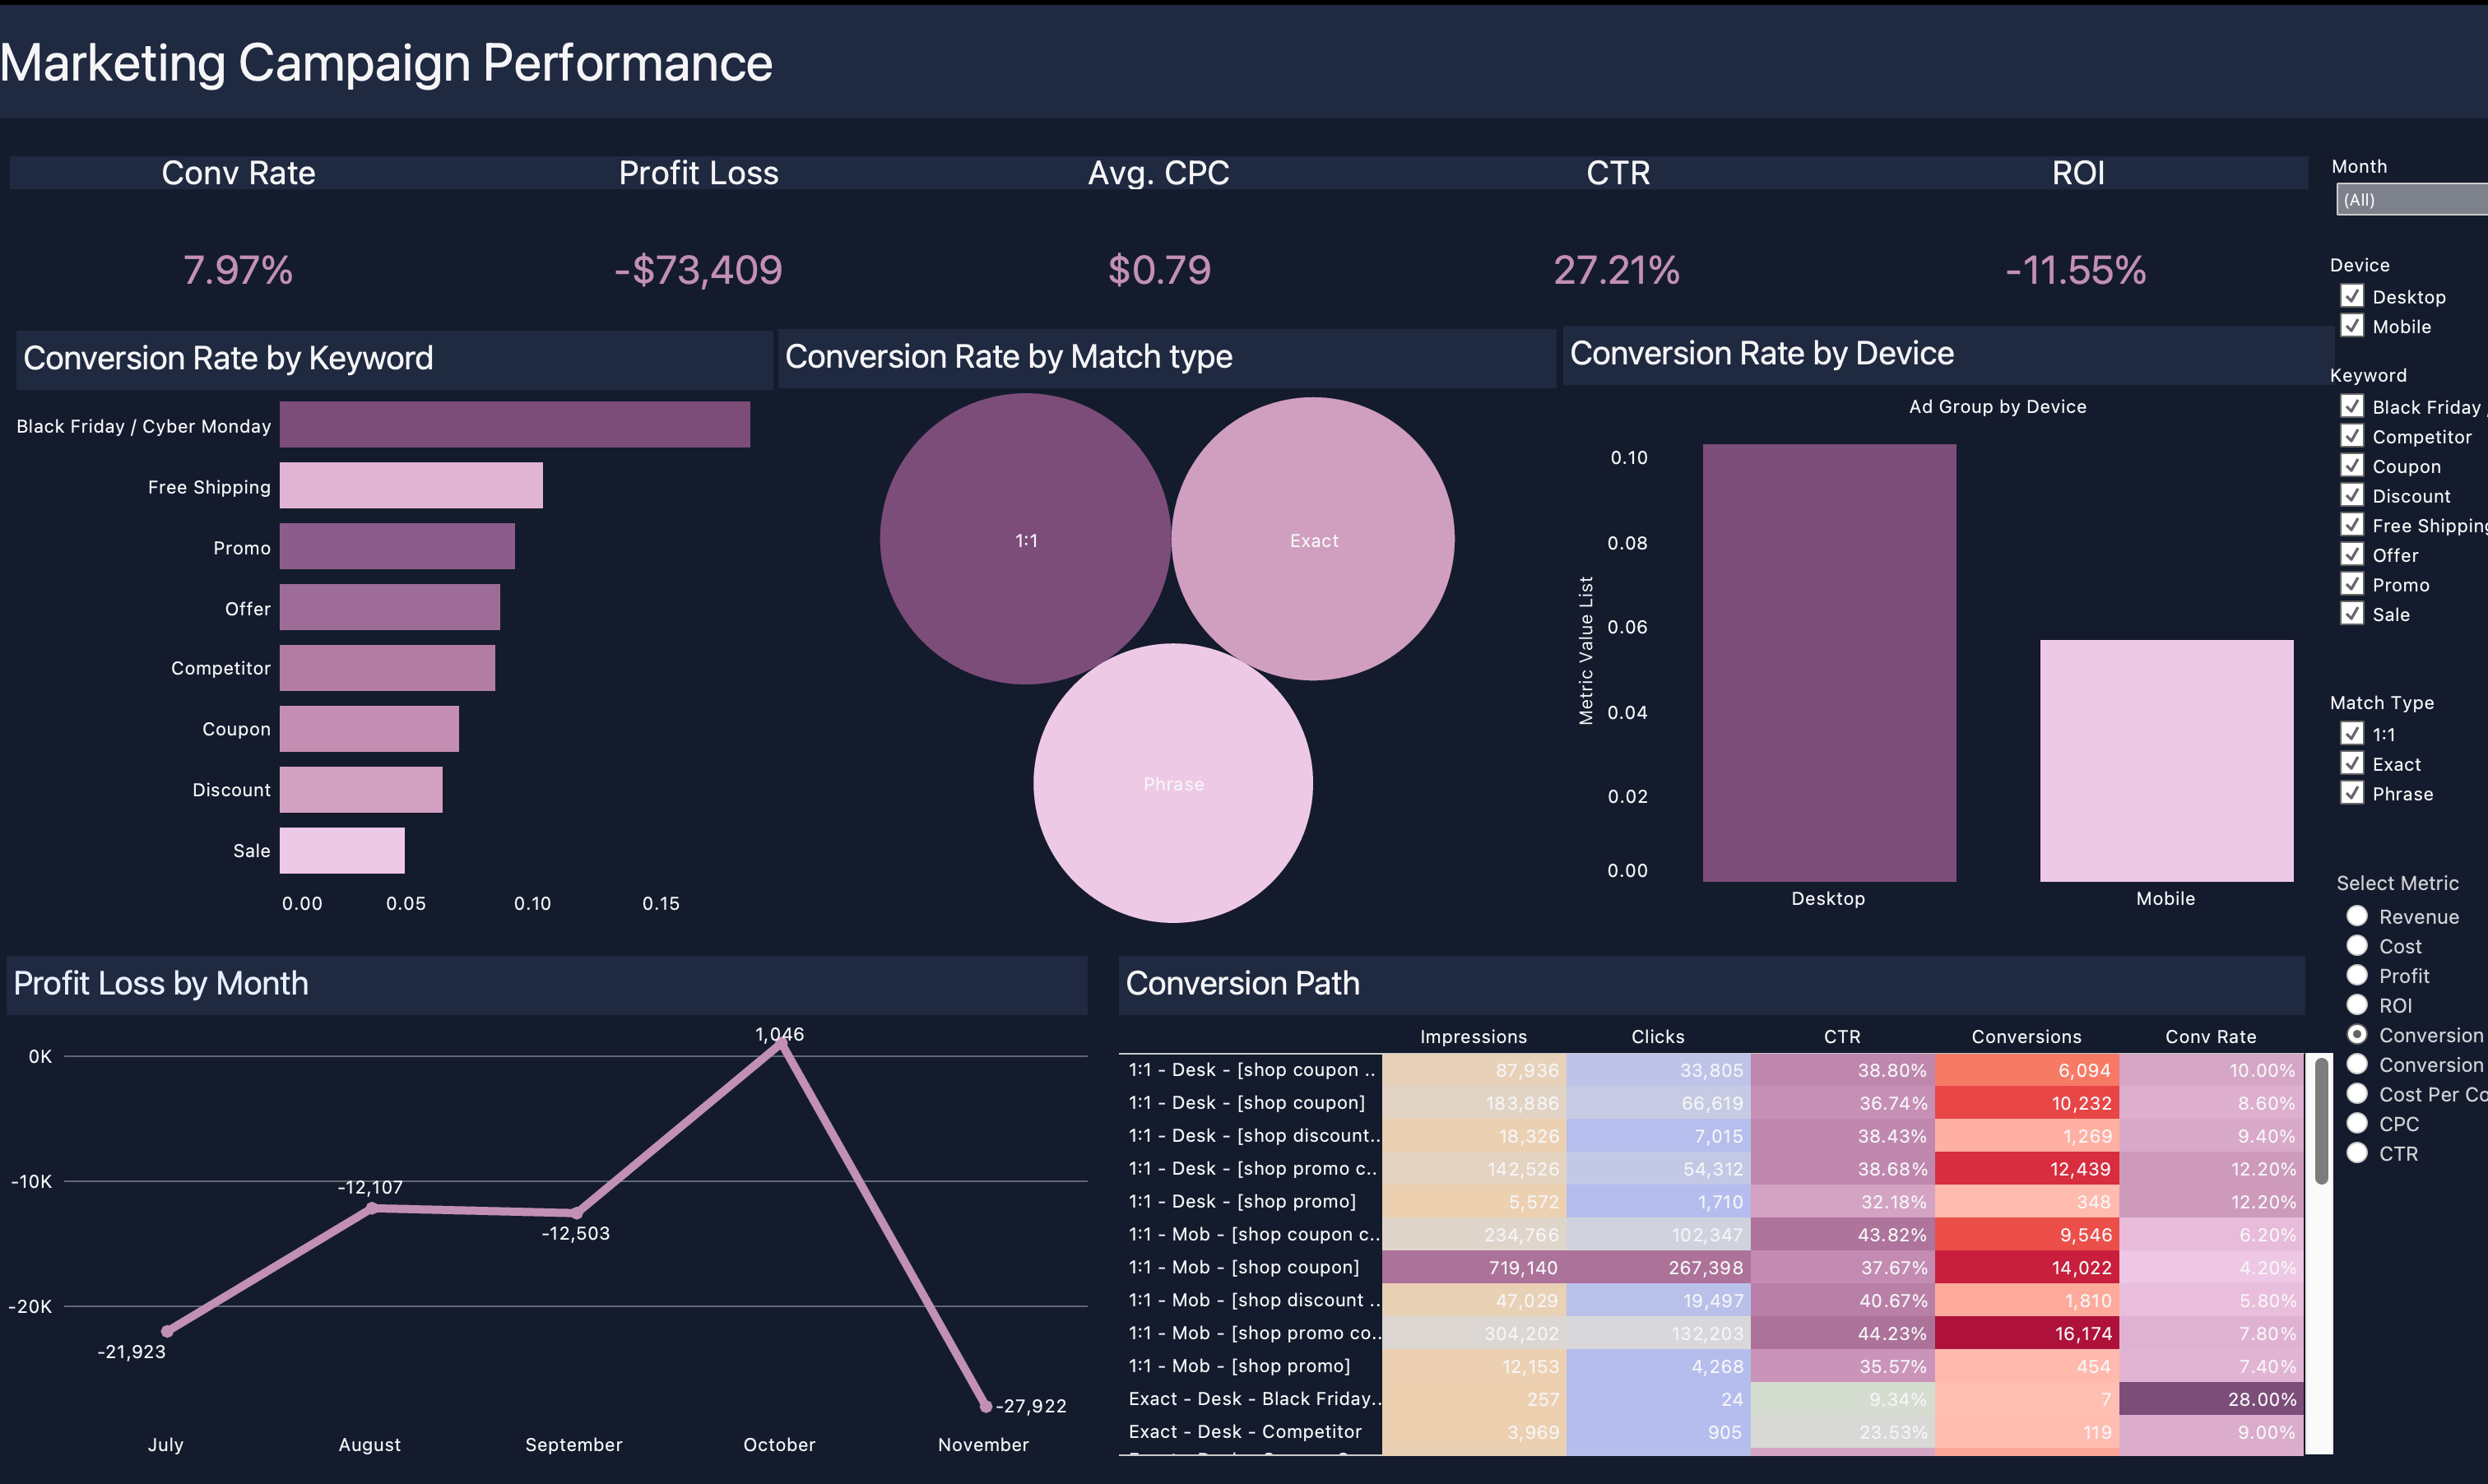 Marketing Campaign Performance
Conv Rate
Profit Loss
Avg. CPC
CTR
ROI
7.97%
-$73,409
$0.79
27.21%
-11.55%
Month
(All)
Device
Desktop
Mobile
Keyword
Black Friday
Competitor
Coupon
Discount
Free Shipping
Offer
Promo
Sale
Match Type
1:1
Exact
Phrase
Select Metric
Revenue
Cost
Profit
ROI
Conversion
Conversion
Cost Per Co
CPC
CTR
Conversion Rate by Keyword
Black Friday / Cyber Monday
Free Shipping
Promo
Offer
Competitor
Coupon
Discount
Sale
0.00 0.05 0.10 0.15
Conversion Rate by Match type
1:1
Exact
Phrase
Conversion Rate by Device
Ad Group by Device
Metric Value List
0.10
0.08
0.06
0.04
0.02
0.00
Desktop Mobile
Profit Loss by Month
0K
-10K
-20K
-21,923
-12,107
-12,503
1,046
-27,922
July August September October November
Conversion Path
Impressions Clicks CTR Conversions Conv Rate
1:1 - Desk - [shop coupon .. 87,936 33,805 38.80% 6,094 10.00%
1:1 - Desk - [shop coupon] 183,886 66,619 36.74% 10,232 8.60%
1:1 - Desk - [shop discount.. 18,326 7,015 38.43% 1,269 9.40%
1:1 - Desk - [shop promo c.. 142,526 54,312 38.68% 12,439 12.20%
1:1 - Desk - [shop promo] 5,572 1,710 32.18% 348 12.20%
1:1 - Mob - [shop coupon c.. 234,766 102,347 43.82% 9,546 6.20%
1:1 - Mob - [shop coupon] 719,140 267,398 37.67% 14,022 4.20%
1:1 - Mob - [shop discount .. 47,029 19,497 40.67% 1,810 5.80%
1:1 - Mob - [shop promo co.. 304,202 132,203 44.23% 16,174 7.80%
1:1 - Mob - [shop promo] 12,153 4,268 35.57% 454 7.40%
Exact - Desk - Black Friday.. 257 24 9.34% 7 28.00%
Exact - Desk - Competitor 3,969 905 23.53% 119 9.00%